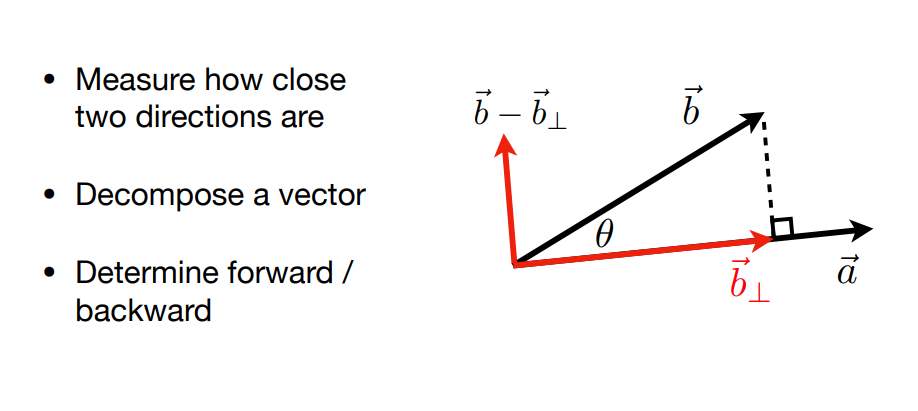 • Measure how close
two directions are
• Decompose a vector
• Determine forward /
backward
$\vec{b} - \vec{b}_{\perp}$
$\vec{b}$
$\theta$
$\vec{b}_{\perp}$
$\vec{a}$